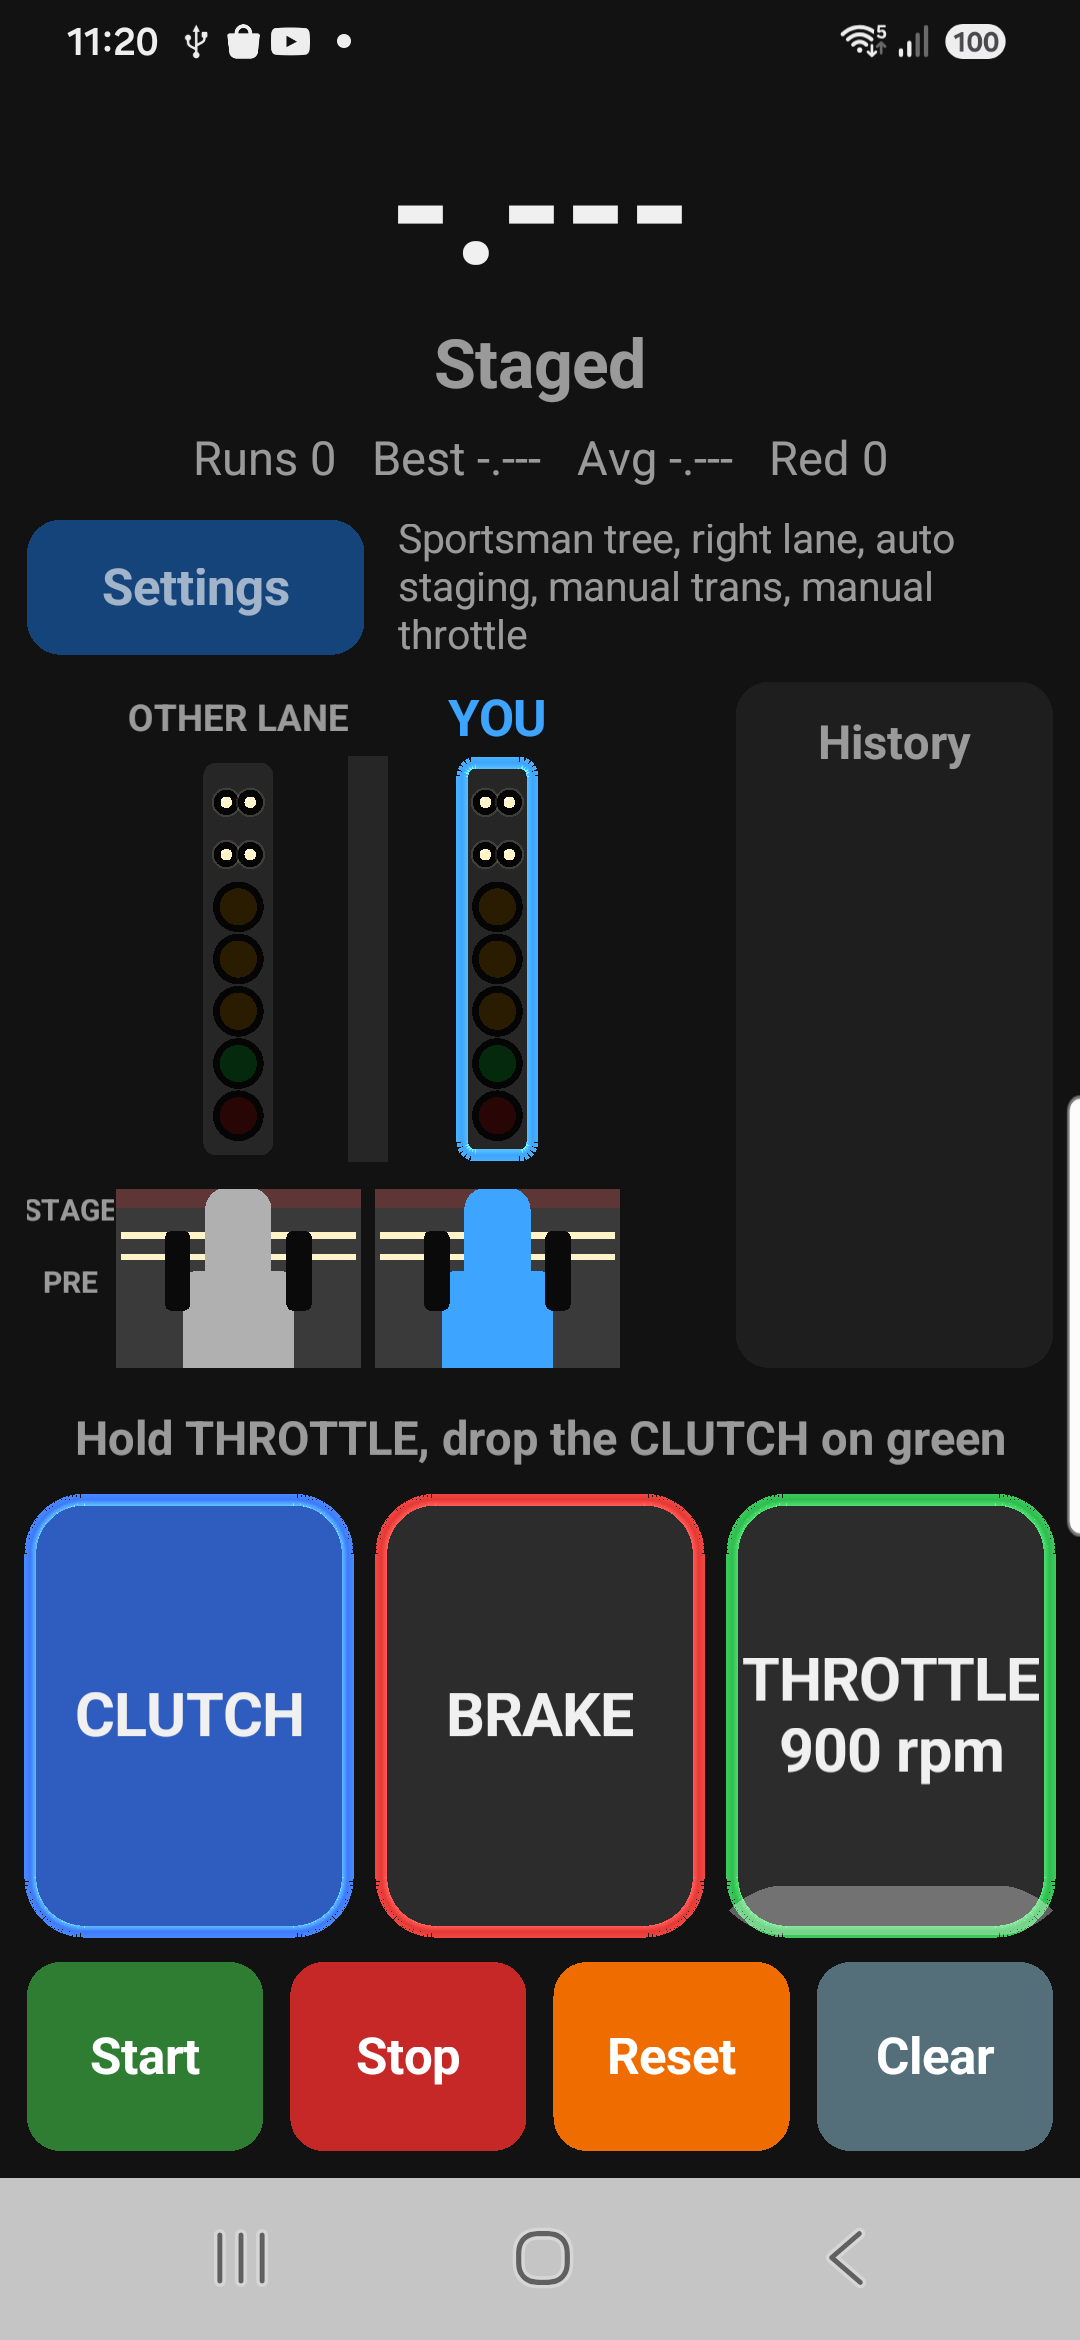 11:20
5
100
-.---
Staged
Runs 0 Best -.--- Avg -.--- Red 0
Settings
Sportsman tree, right lane, auto
staging, manual trans, manual
throttle
OTHER LANE
YOU
History
STAGE
PRE
Hold THROTTLE, drop the CLUTCH on green
CLUTCH
BRAKE
THROTTLE
900 rpm
Start
Stop
Reset
Clear